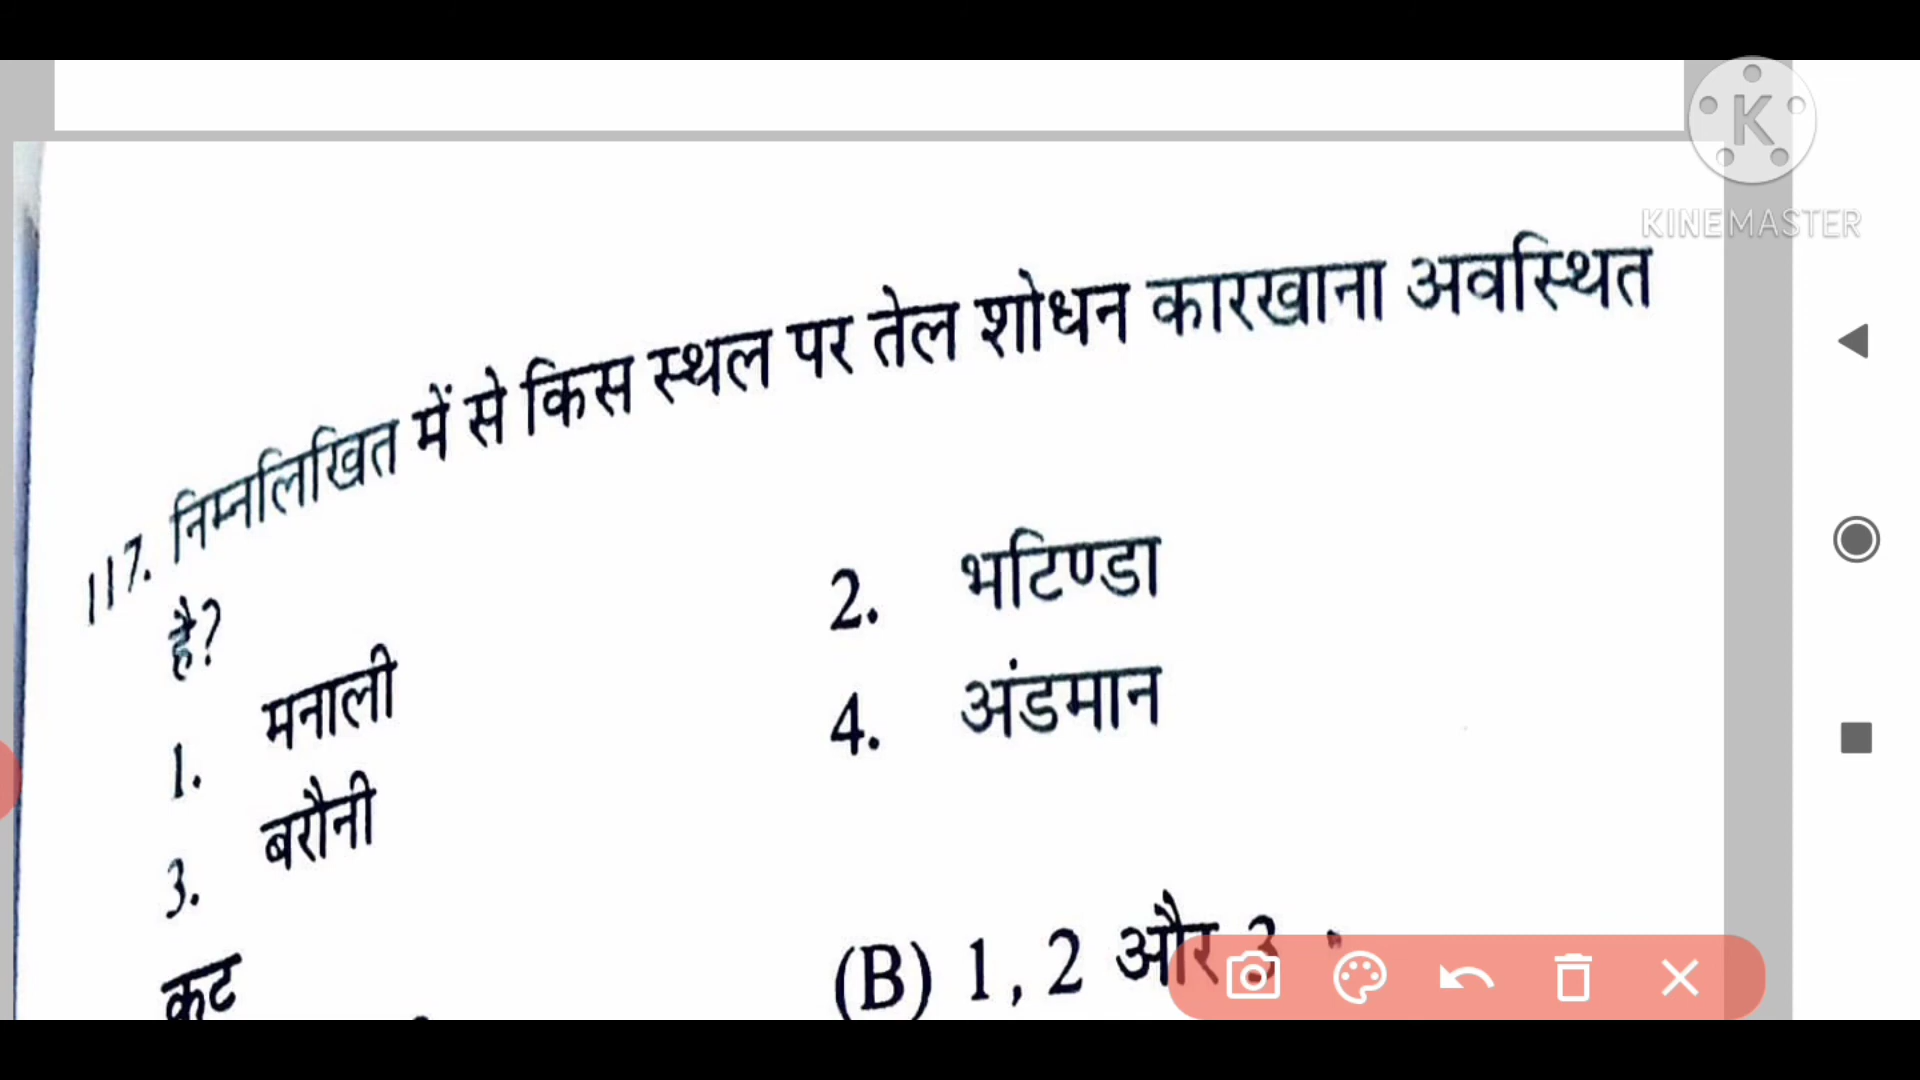 KINEMASTER
117. निम्नलिखित में से किस स्थल पर तेल शोधन कारखाना अवस्थित
है?
1. मनाली 2. भटिण्डा
3. बरौनी 4. अंडमान
कूट
(B) 1, 2 और 3